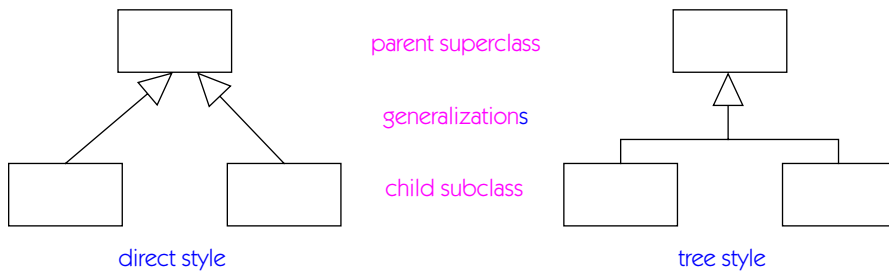 parent superclass
generalizations
child subclass
direct style
tree style